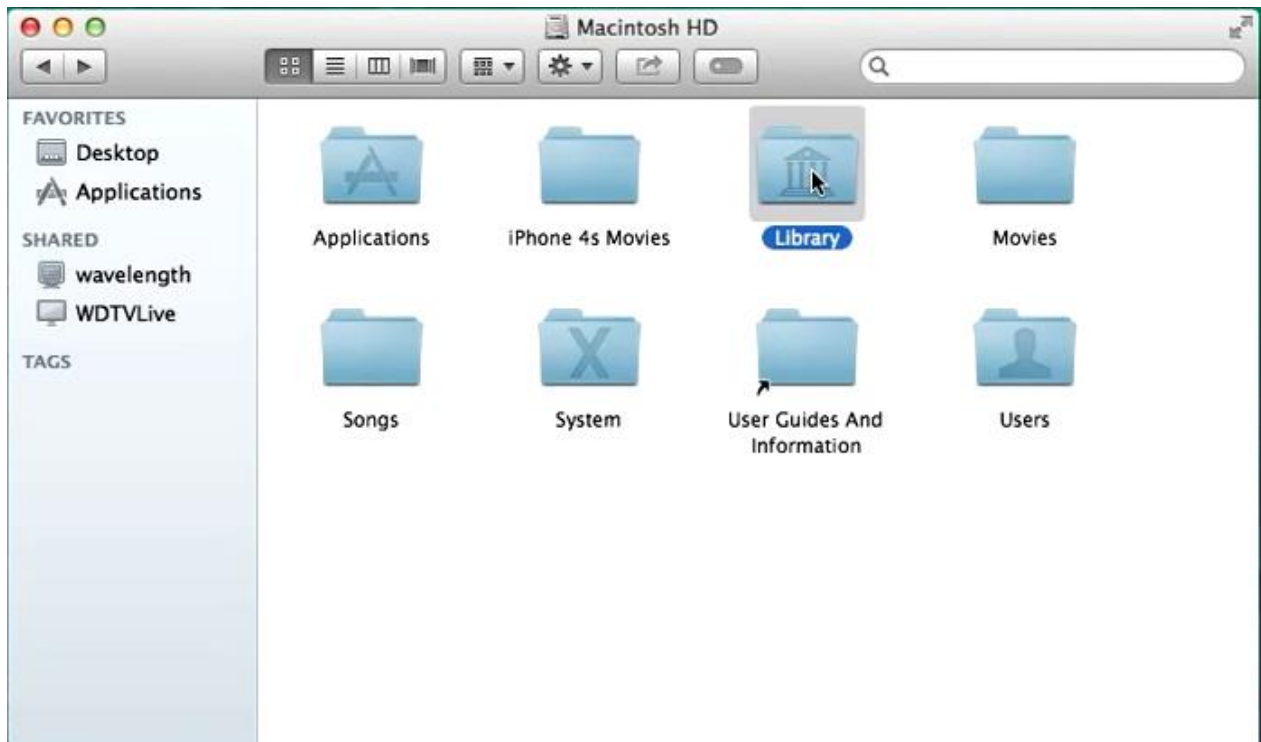 Macintosh HD
FAVORITES
Desktop
Applications
SHARED
wavelength
WDTVLive
TAGS
Applications
iPhone 4s Movies
Library
Movies
Songs
System
User Guides And
Information
Users